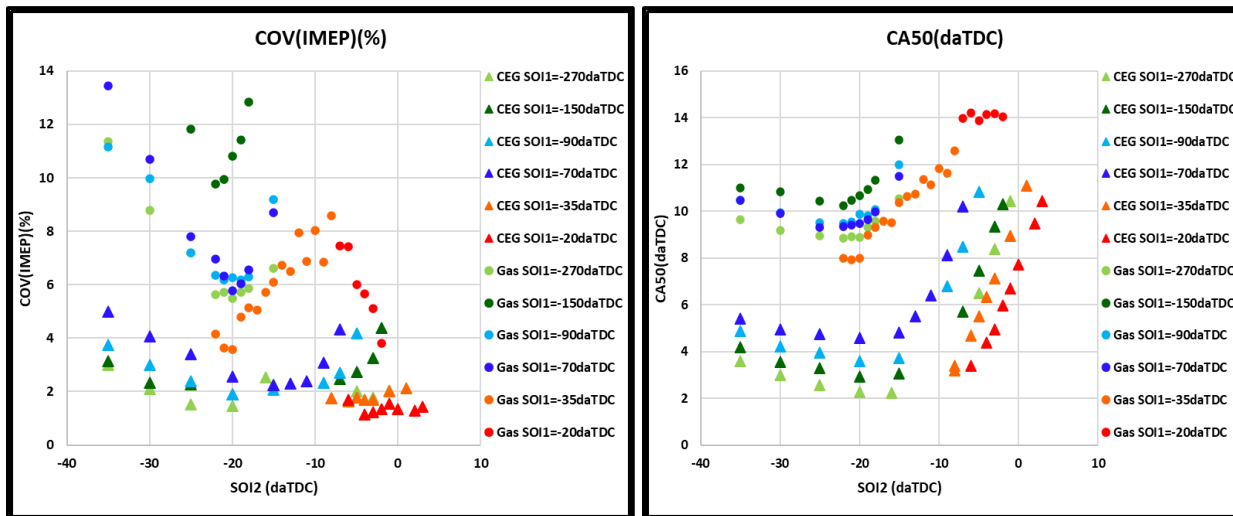 COV(IMEP)(%)
14
12
10
8
6
4
2
0
-40
-30
-20
-10
0
10
COV(IMEP)(%)
SOI2 (daTDC)
CEG SOI1=-270daTDC
CEG SOI1=-150daTDC
CEG SOI1=-90daTDC
CEG SOI1=-70daTDC
CEG SOI1=-35daTDC
CEG SOI1=-20daTDC
Gas SOI1=-270daTDC
Gas SOI1=-150daTDC
Gas SOI1=-90daTDC
Gas SOI1=-70daTDC
Gas SOI1=-35daTDC
Gas SOI1=-20daTDC
CA50(daTDC)
16
14
12
10
8
6
4
2
0
-40
-30
-20
-10
0
10
CA50(daTDC)
SOI2 (daTDC)
CEG SOI1=-270daTDC
CEG SOI1=-150daTDC
CEG SOI1=-90daTDC
CEG SOI1=-70daTDC
CEG SOI1=-35daTDC
CEG SOI1=-20daTDC
Gas SOI1=-270daTDC
Gas SOI1=-150daTDC
Gas SOI1=-90daTDC
Gas SOI1=-70daTDC
Gas SOI1=-35daTDC
Gas SOI1=-20daTDC